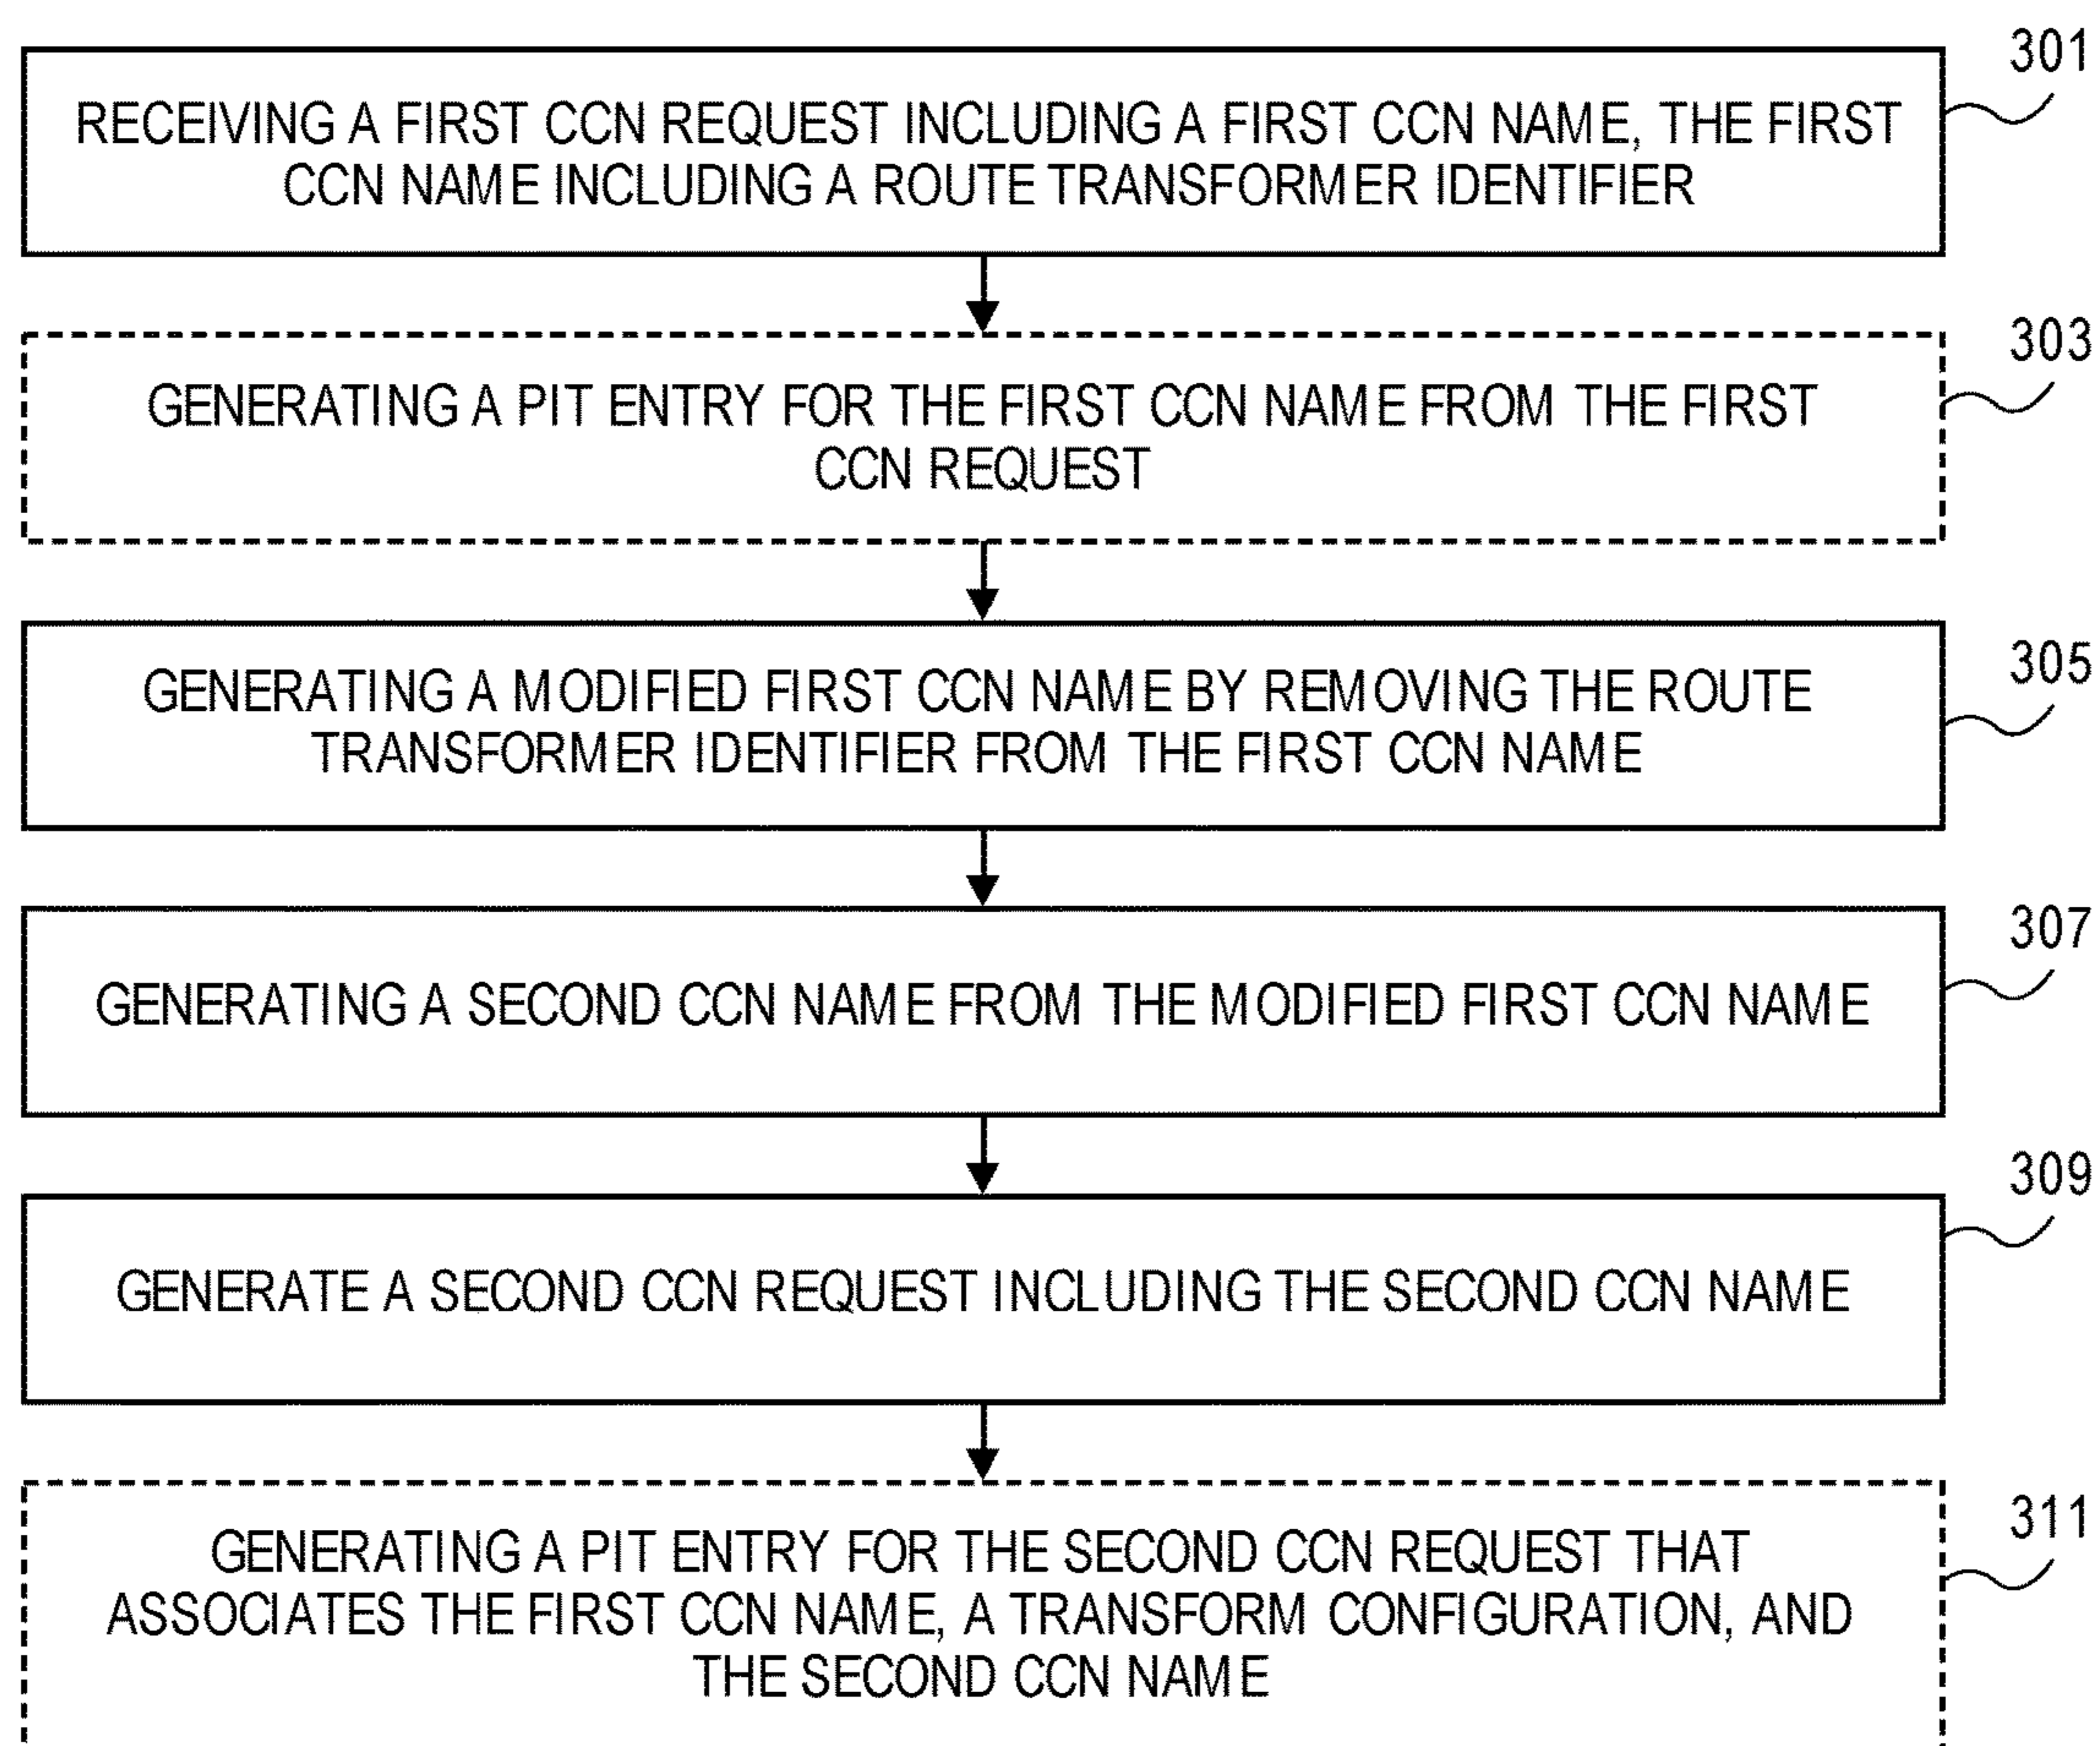 301
RECEIVING A FIRST CCN REQUEST INCLUDING A FIRST CCN NAME, THE FIRST
CCN NAME INCLUDING A ROUTE TRANSFORMER IDENTIFIER
303
GENERATING A PIT ENTRY FOR THE FIRST CCN NAME FROM THE FIRST
CCN REQUEST
305
GENERATING A MODIFIED FIRST CCN NAME BY REMOVING THE ROUTE
TRANSFORMER IDENTIFIER FROM THE FIRST CCN NAME
307
GENERATING A SECOND CCN NAME FROM THE MODIFIED FIRST CCN NAME
309
GENERATE A SECOND CCN REQUEST INCLUDING THE SECOND CCN NAME
311
GENERATING A PIT ENTRY FOR THE SECOND CCN REQUEST THAT
ASSOCIATES THE FIRST CCN NAME, A TRANSFORM CONFIGURATION, AND
THE SECOND CCN NAME